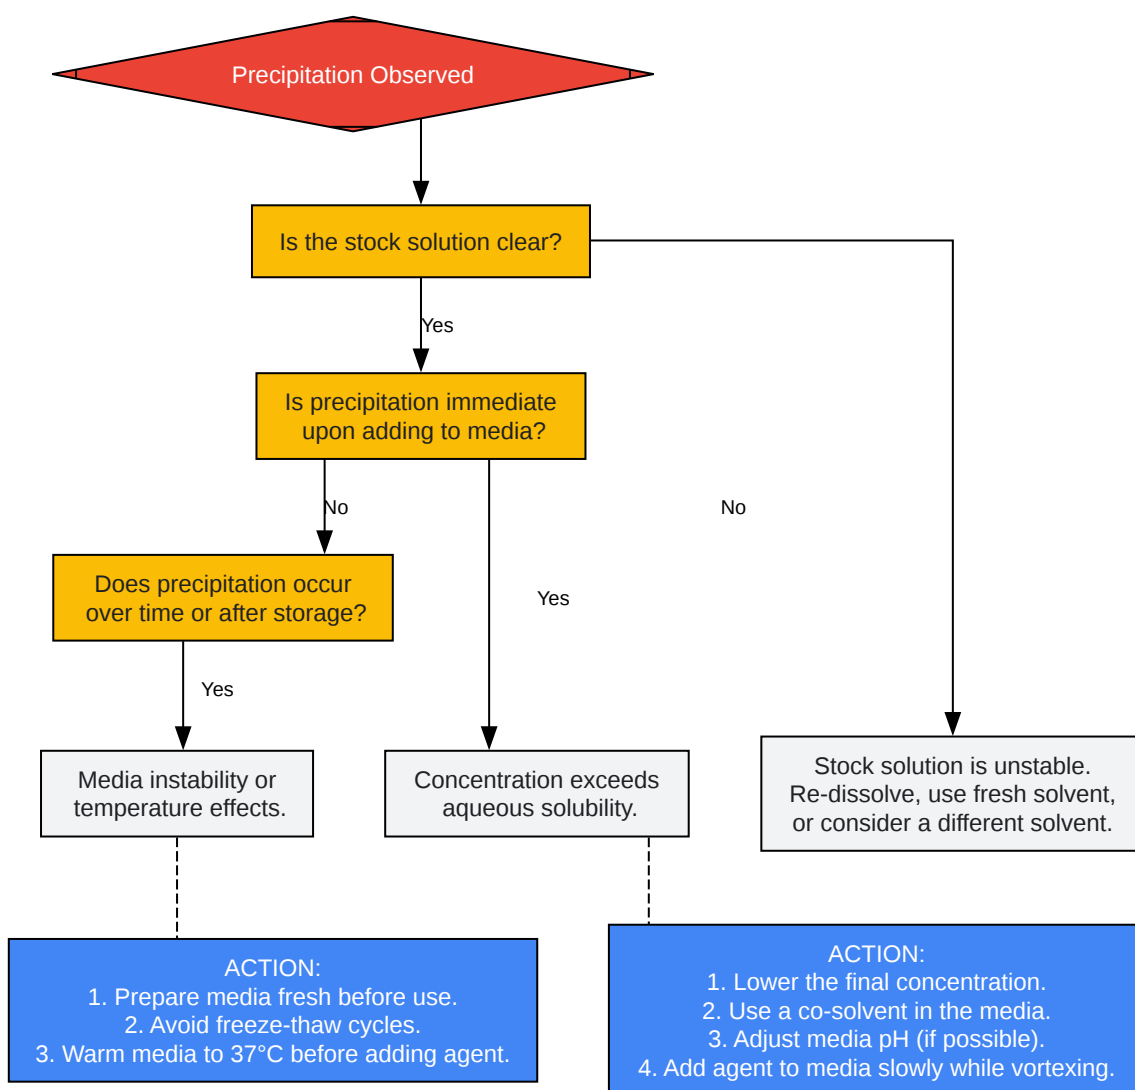 Precipitation Observed
Is the stock solution clear?
Yes
Is precipitation immediate
upon adding to media?
No
No
Does precipitation occur
over time or after storage?
Yes
Yes
Media instability or
temperature effects.
Concentration exceeds
aqueous solubility.
Stock solution is unstable.
Re-dissolve, use fresh solvent,
or consider a different solvent.
ACTION:
1. Prepare media fresh before use.
2. Avoid freeze-thaw cycles.
3. Warm media to 37°C before adding agent.
ACTION:
1. Lower the final concentration.
2. Use a co-solvent in the media.
3. Adjust media pH (if possible).
4. Add agent to media slowly while vortexing.